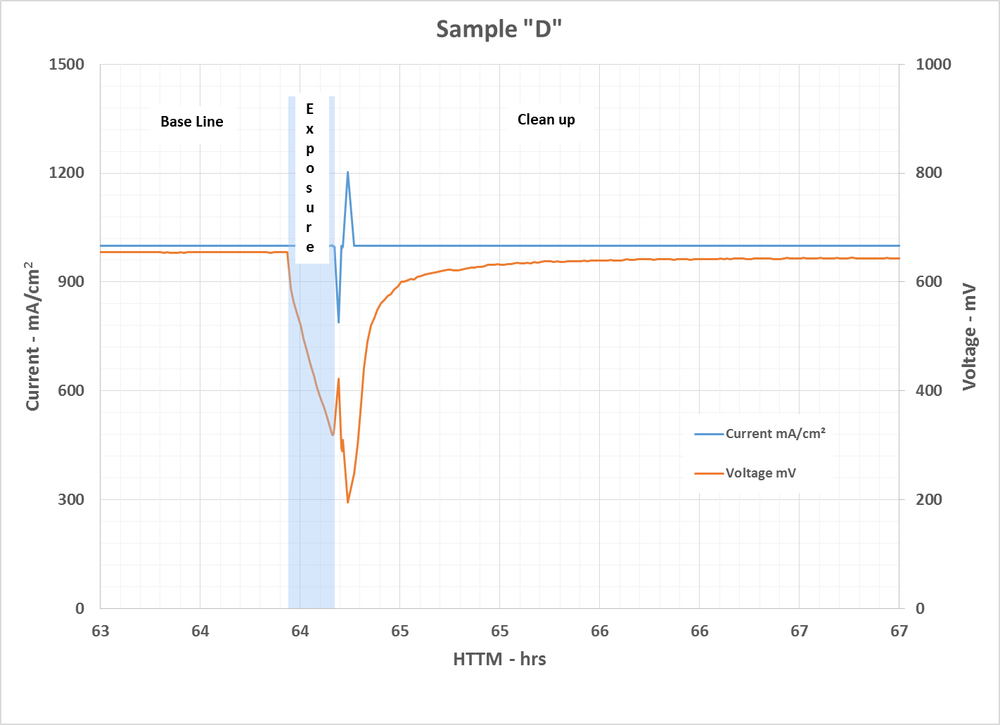 Sample "D"
1500
1200
900
600
300
0
Current - mA/cm²
Base Line
E
x
p
o
s
u
r
e
Clean up
Current mA/cm²
Voltage mV
1000
800
600
400
200
0
Voltage - mV
63 64 64 65 65 66 66 67 67
HTTM - hrs